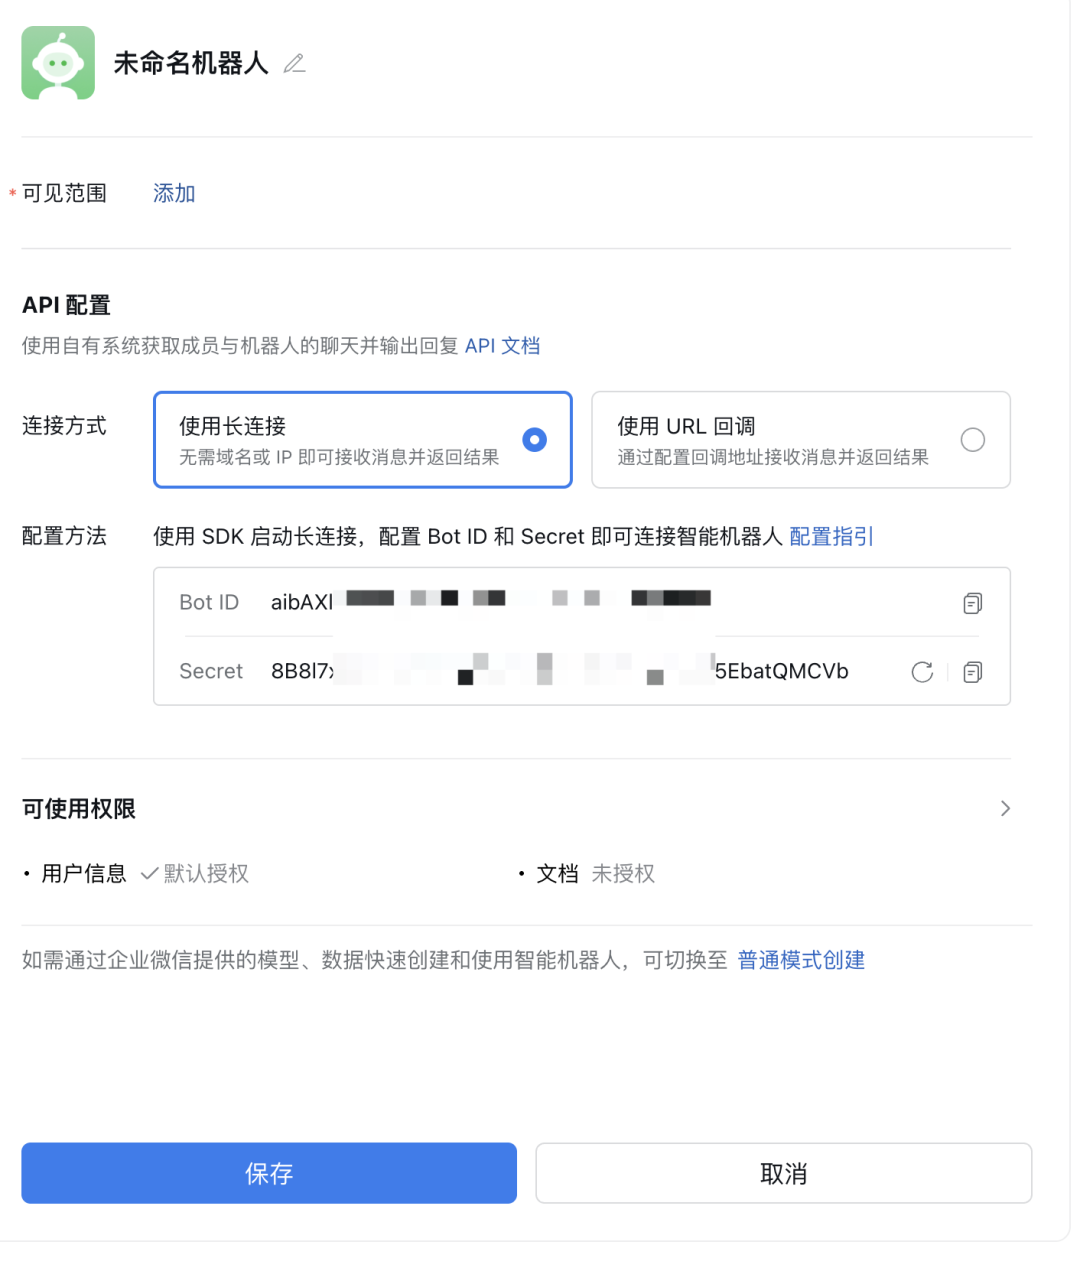 未命名机器人
* 可见范围 添加
API 配置
使用自有系统获取成员与机器人的聊天并输出回复 API 文档
连接方式
使用长连接
无需域名或 IP 即可接收消息并返回结果
使用 URL 回调
通过配置回调地址接收消息并返回结果
配置方法 使用 SDK 启动长连接，配置 Bot ID 和 Secret 即可连接智能机器人 配置指引
Bot ID aibAXI
Secret 8B8l7x 5EbatQMCVb
可使用权限
• 用户信息 默认授权 • 文档 未授权
如需通过企业微信提供的模型、数据快速创建和使用智能机器人，可切换至 普通模式创建
保存 取消